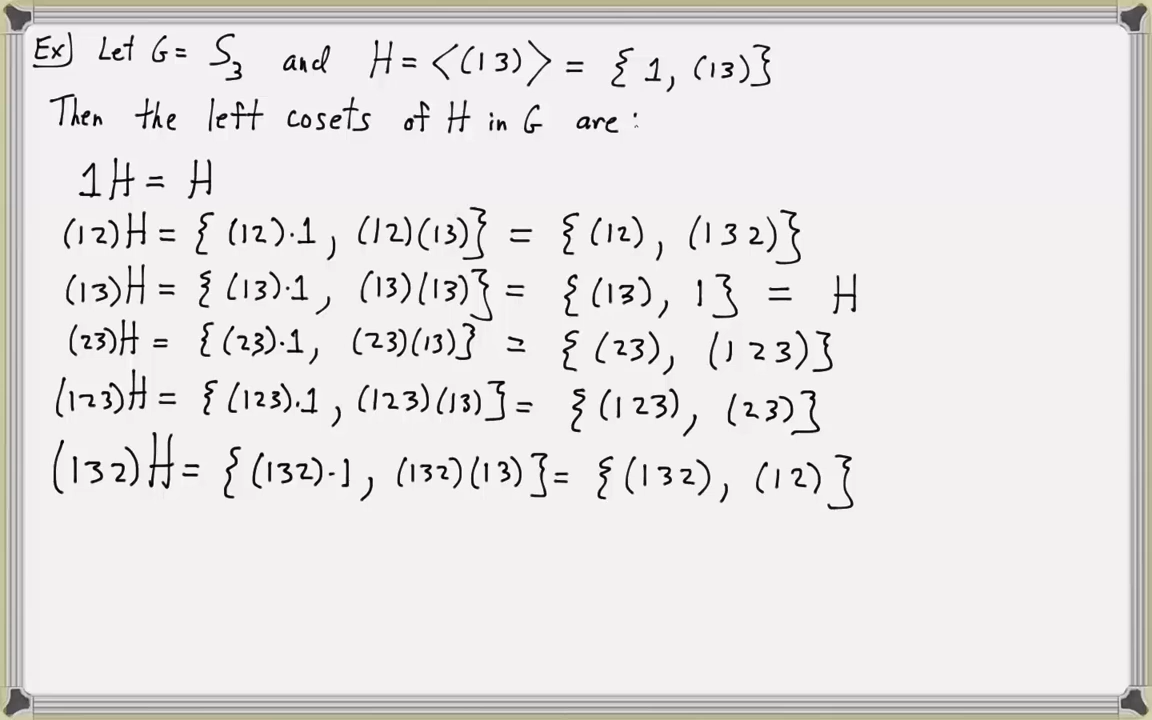 Ex) Let G = S₃ and H = <(13)> = {1, (13)}
Then the left cosets of H in G are:
1H = H
(12)H = {(12)·1, (12)(13)} = {(12), (132)}
(13)H = {(13)·1, (13)(13)} = {(13), 1} = H
(23)H = {(23)·1, (23)(13)} = {(23), (123)}
(123)H = {(123)·1, (123)(13)} = {(123), (23)}
(132)H = {(132)·1, (132)(13)} = {(132), (12)}